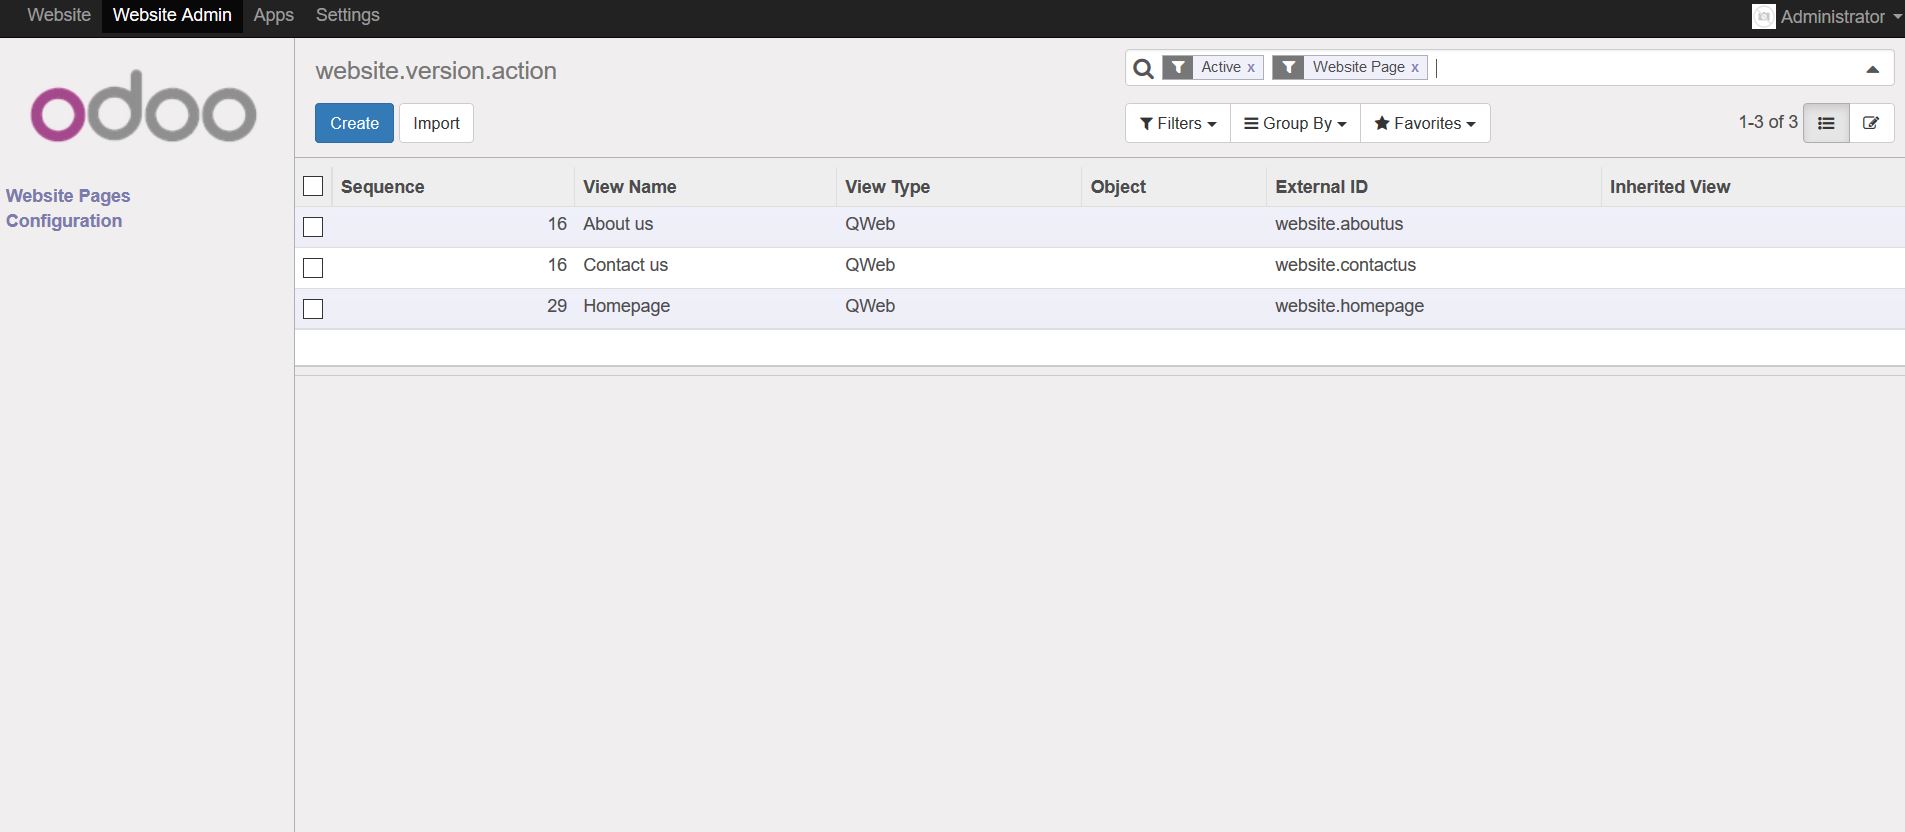 Website Website Admin Apps Settings Administrator
odoo
Website Pages
Configuration
website.version.action
Active x Website Page x
Create Import
Filters Group By Favorites 1-3 of 3
Sequence View Name View Type Object External ID Inherited View
16 About us QWeb website.aboutus
16 Contact us QWeb website.contactus
29 Homepage QWeb website.homepage